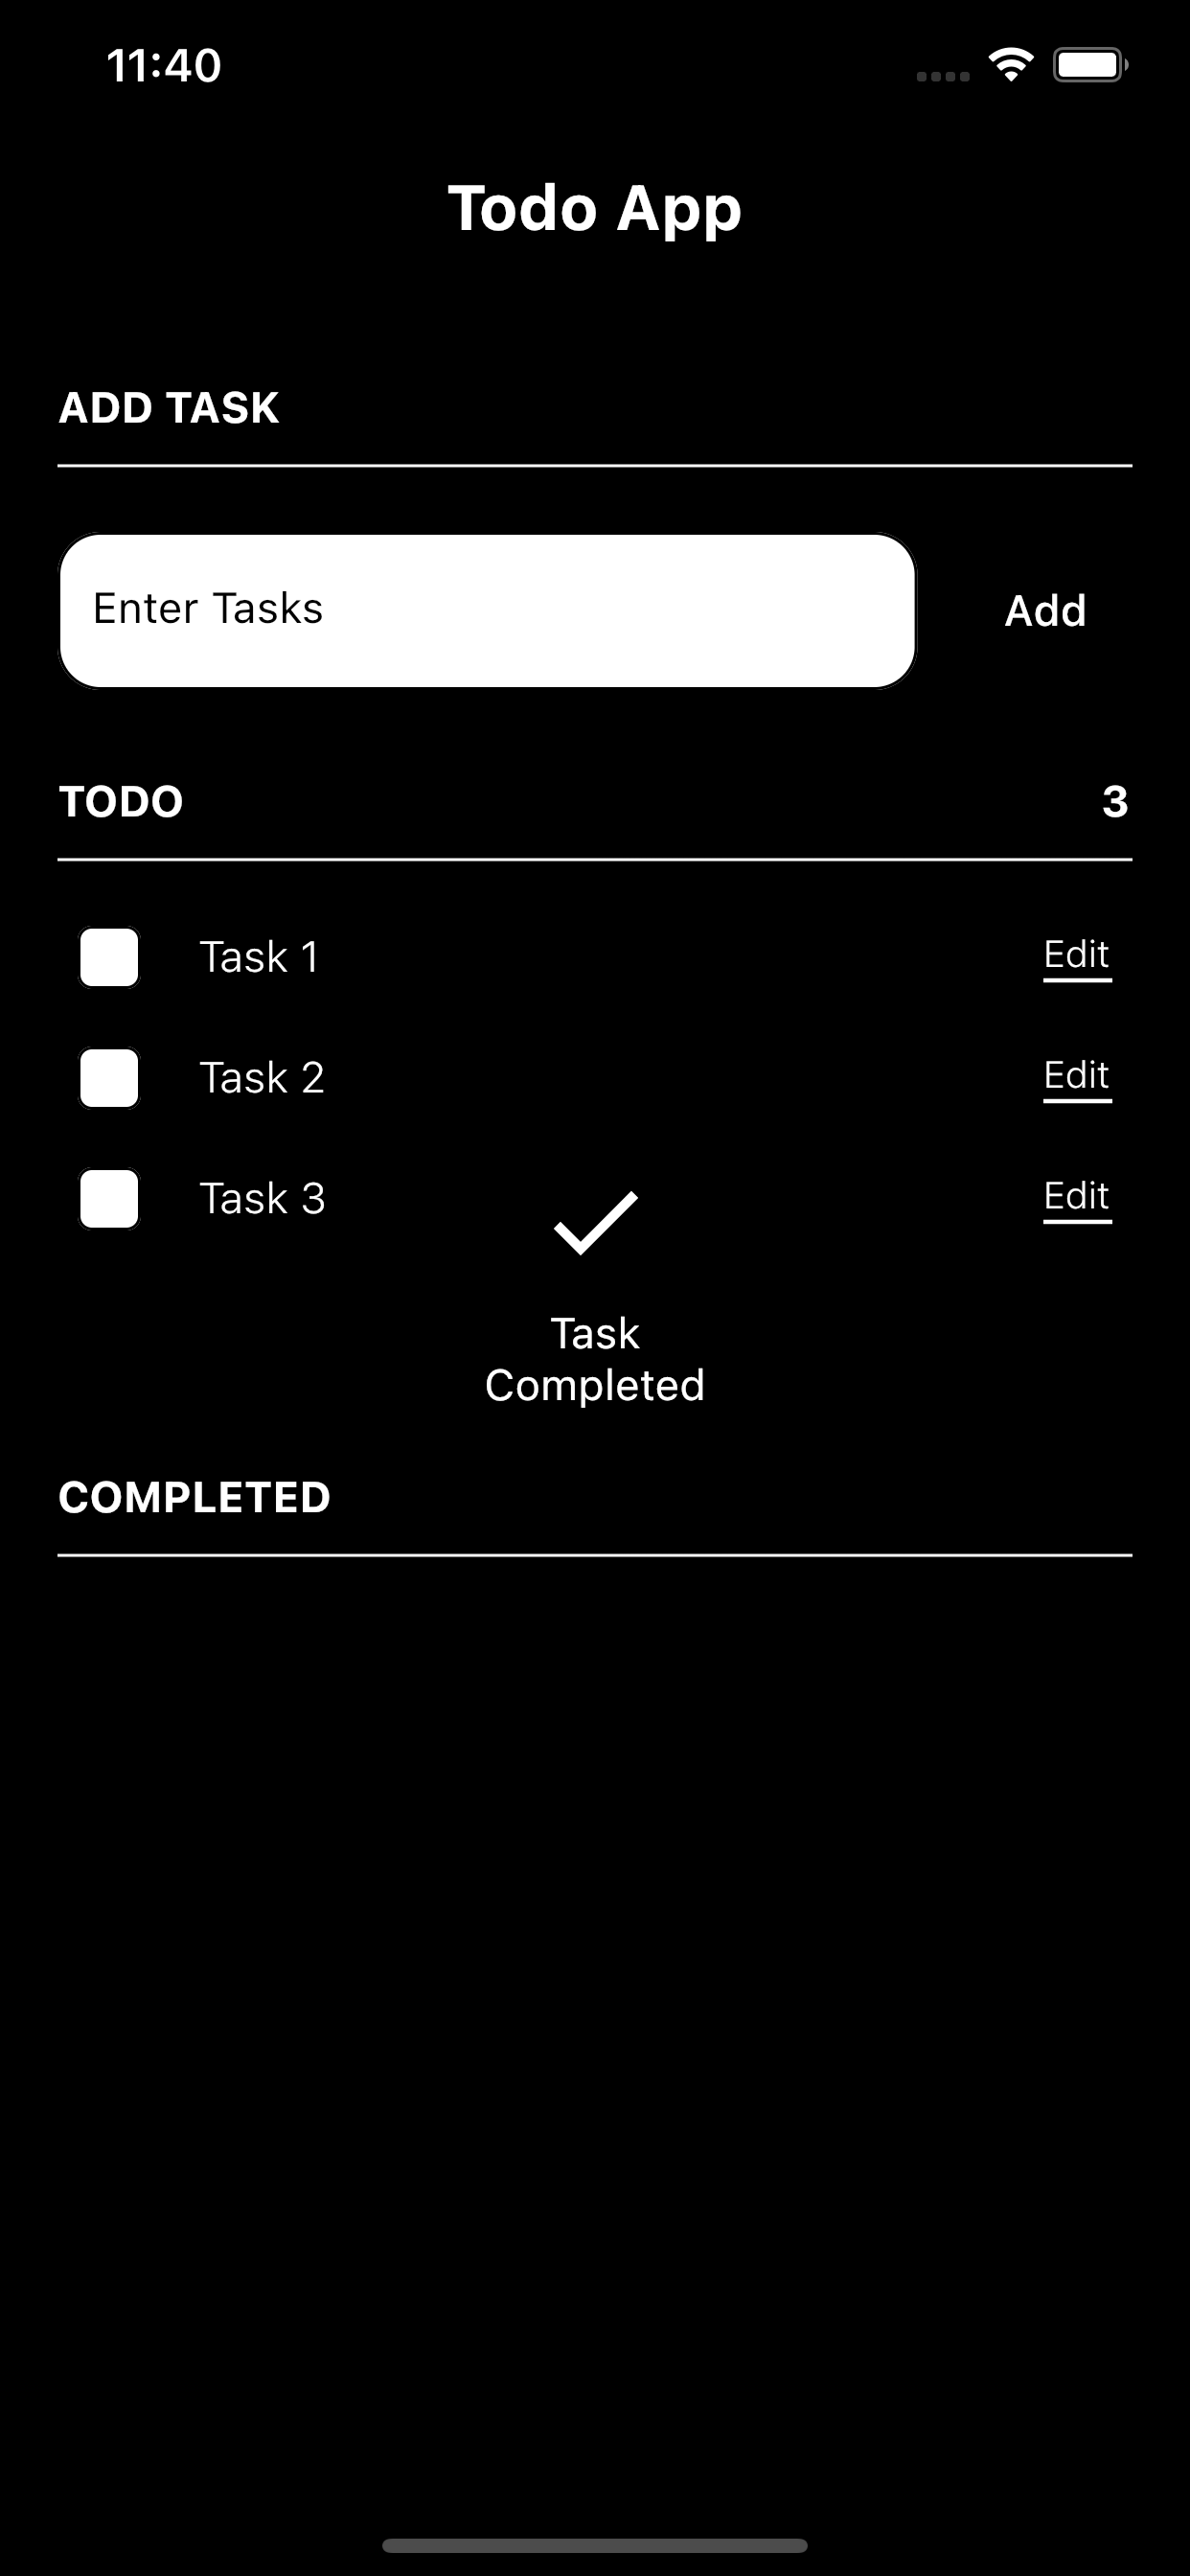 11:40
Todo App
ADD TASK
Enter Tasks
Add
TODO 3
Task 1 Edit
Task 2 Edit
Task 3 Edit
Task
Completed
COMPLETED